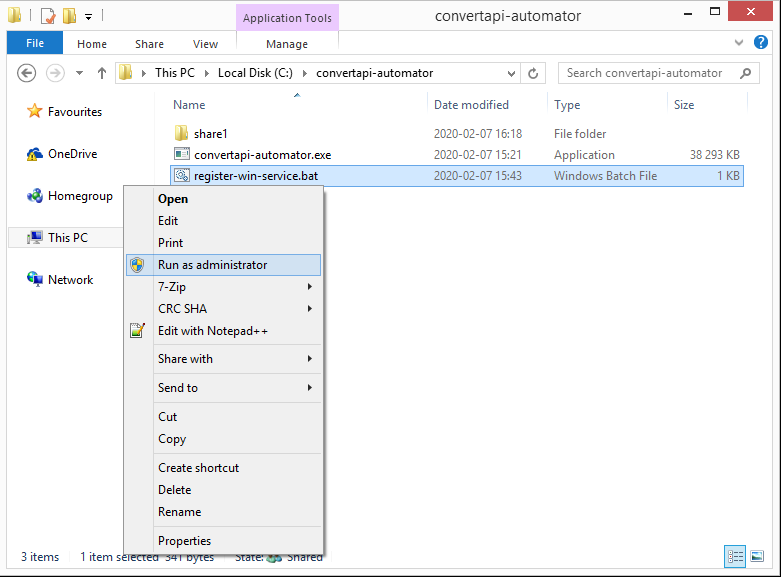 Application Tools
convertapi-automator
File Home Share View Manage
This PC Local Disk (C:) convertapi-automator
Search convertapi-automator
Name Date modified Type Size
Favourites
OneDrive
Homegroup
This PC
Network
share1 2020-02-07 16:18 File folder
convertapi-automator.exe 2020-02-07 15:21 Application 38 293 KB
register-win-service.bat 2020-02-07 15:43 Windows Batch File 1 KB
Open
Edit
Print
Run as administrator
7-Zip
CRC SHA
Edit with Notepad++
Share with
Send to
Cut
Copy
Create shortcut
Delete
Rename
Properties
3 items 1 item selected 341 bytes State: Shared